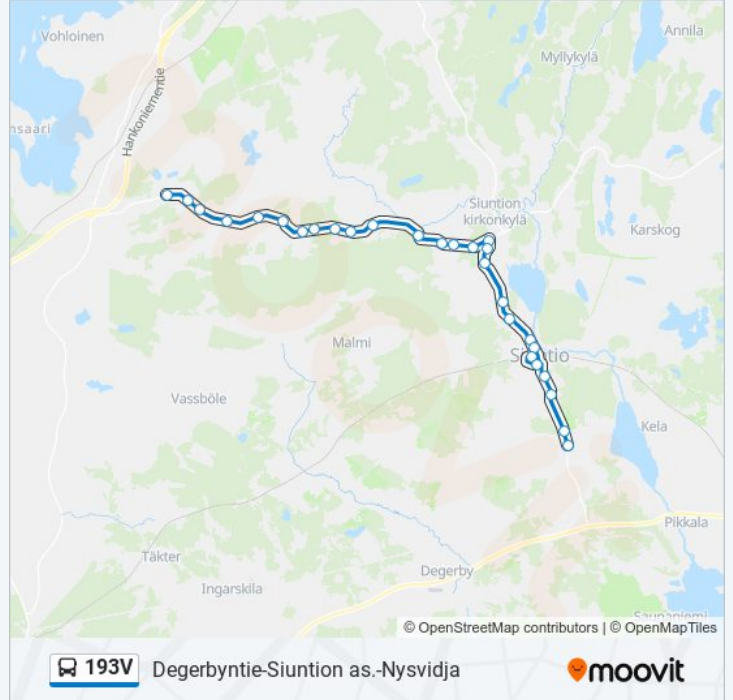 Vohloinen
Annila
Myllykylä
Hankoniementie
nsaari
Siuntion
kirkonkylä
Karskog
Malmi
Vassböle
Kela
Pikkala
Täkter
Degerby
Ingarskila
© OpenStreetMap contributors | © OpenMapTiles
193V Degerbyntie-Siuntion as.-Nysvidja
moovit